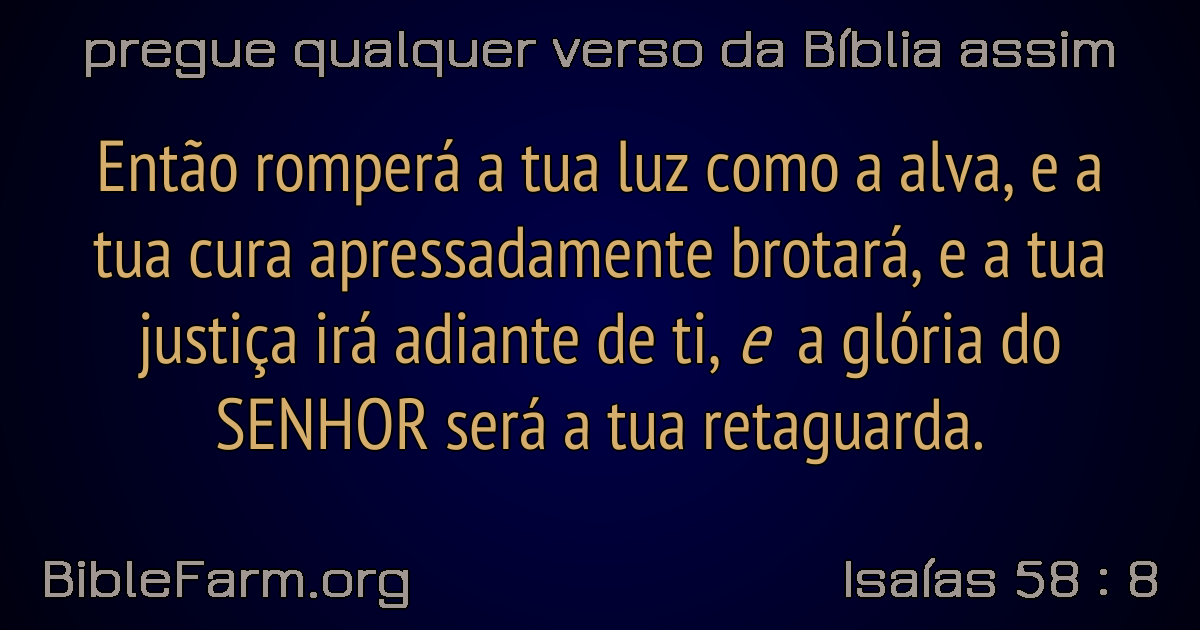 pregue qualquer verso da Bíblia assim
Então romperá a tua luz como a alva, e a
tua cura apressadamente brotará, e a tua
justiça irá adiante de ti, e a glória do
SENHOR será a tua retaguarda.
BibleFarm.org
Isaías 58 : 8